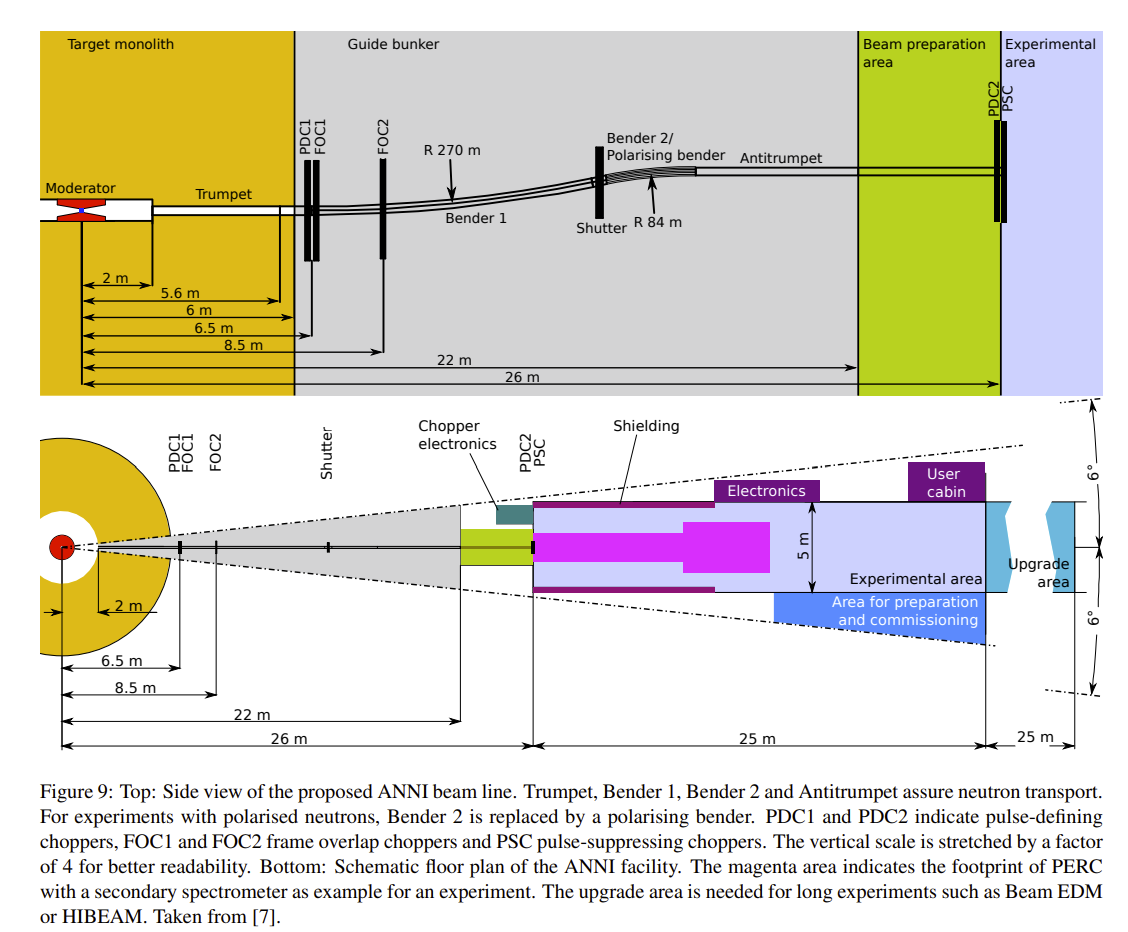 Target monolith
Guide bunker
Beam preparation
area
Experimental
area
PDC1
FOC1
FOC2
PDC2
PSC
R 270 m
Bender 2/
Polarising bender
Antitrumpet
Moderator
Trumpet
Bender 1
Shutter
R 84 m
2 m
5.6 m
6 m
6.5 m
8.5 m
22 m
26 m
PDC1
FOC1
FOC2
Shutter
Chopper
electronics
PDC2
PSC
Shielding
Electronics
User
cabin
6°
5 m
Upgrade
area
Experimental area
Area for preparation
and commissioning
6°
2 m
6.5 m
8.5 m
22 m
26 m
25 m
25 m
Figure 9: Top: Side view of the proposed ANNI beam line. Trumpet, Bender 1, Bender 2 and Antitrumpet assure neutron transport.
For experiments with polarised neutrons, Bender 2 is replaced by a polarising bender. PDC1 and PDC2 indicate pulse-defining
choppers, FOC1 and FOC2 frame overlap choppers and PSC pulse-suppressing choppers. The vertical scale is stretched by a factor
of 4 for better readability. Bottom: Schematic floor plan of the ANNI facility. The magenta area indicates the footprint of PERC
with a secondary spectrometer as example for an experiment. The upgrade area is needed for long experiments such as Beam EDM
or HIBEAM. Taken from [7].